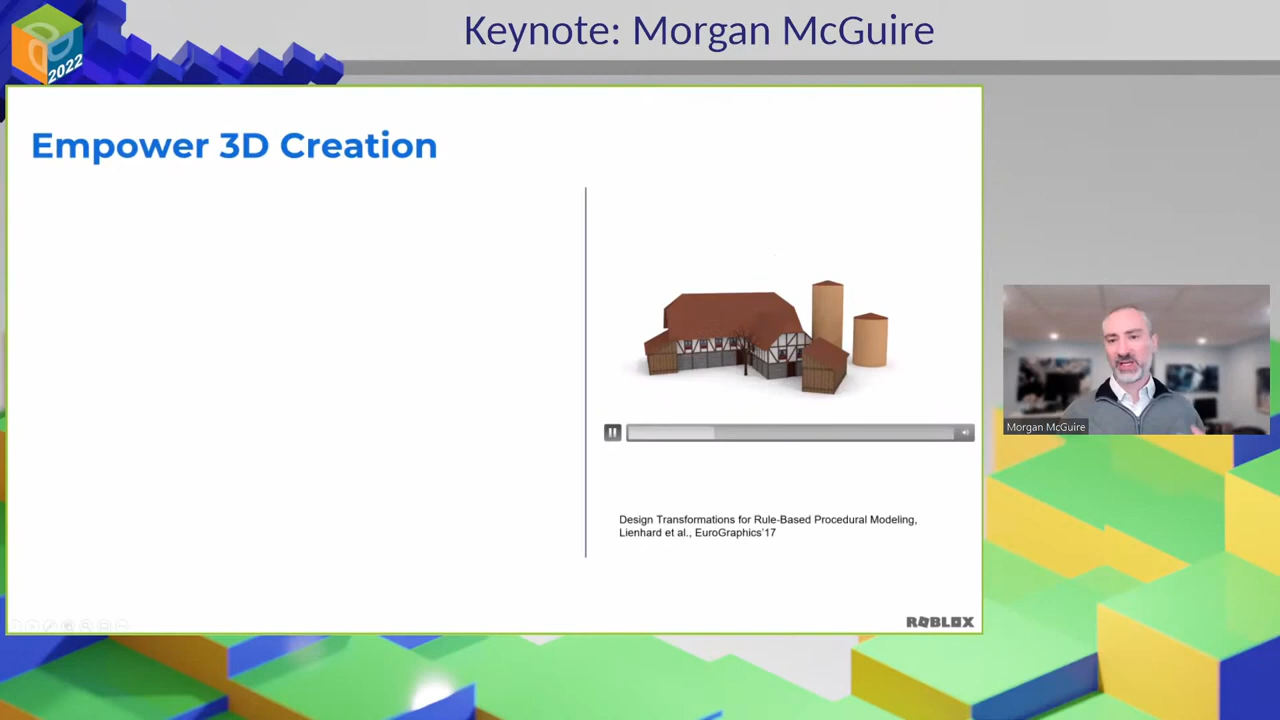 Keynote: Morgan McGuire
2022
Empower 3D Creation
Design Transformations for Rule-Based Procedural Modeling,
Lienhard et al., EuroGraphics'17
ROBLOX
Morgan McGuire